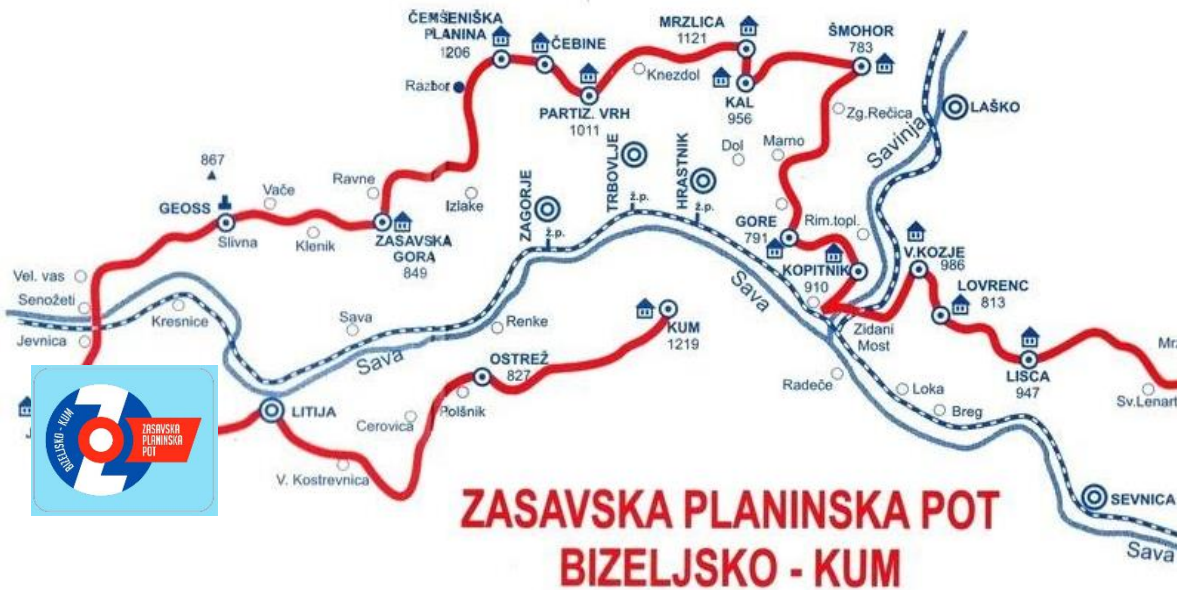 ČEMŠENIŠKA
PLANINA
1206
ČEBINE
MRZLICA
1121
ŠMOHOR
783
Razbor
PARTIZ. VRH
1011
Knezdol
KAL
956
Zg.Rečica
LAŠKO
Savinja
867
Vače
Ravne
Izlake
ZAGORJE
ž.p.
TRBOVLJE
ž.p.
HRASTNIK
ž.p.
Dol
Marno
GEOSS
Slivna
Klenik
ZASAVSKA
GORA
849
GORE
791
Rim.topl.
KOPITNIK
910
V.KOZJE
986
LOVRENC
813
Vel. vas
Senožeti
Jevnica
Kresnice
Sava
Sava
Renke
KUM
1219
Sava
Zidani
Most
OSTREŽ
827
Polšnik
Cerovica
LITIJA
V. Kostrevnica
Radeče
Loka
Breg
LISCA
947
Sv.Lenart
SEVNICA
Sava
BIZELJSKO - KUM
ZASAVSKA
PLANINSKA
POT
ZASAVSKA PLANINSKA POT
BIZELJSKO - KUM